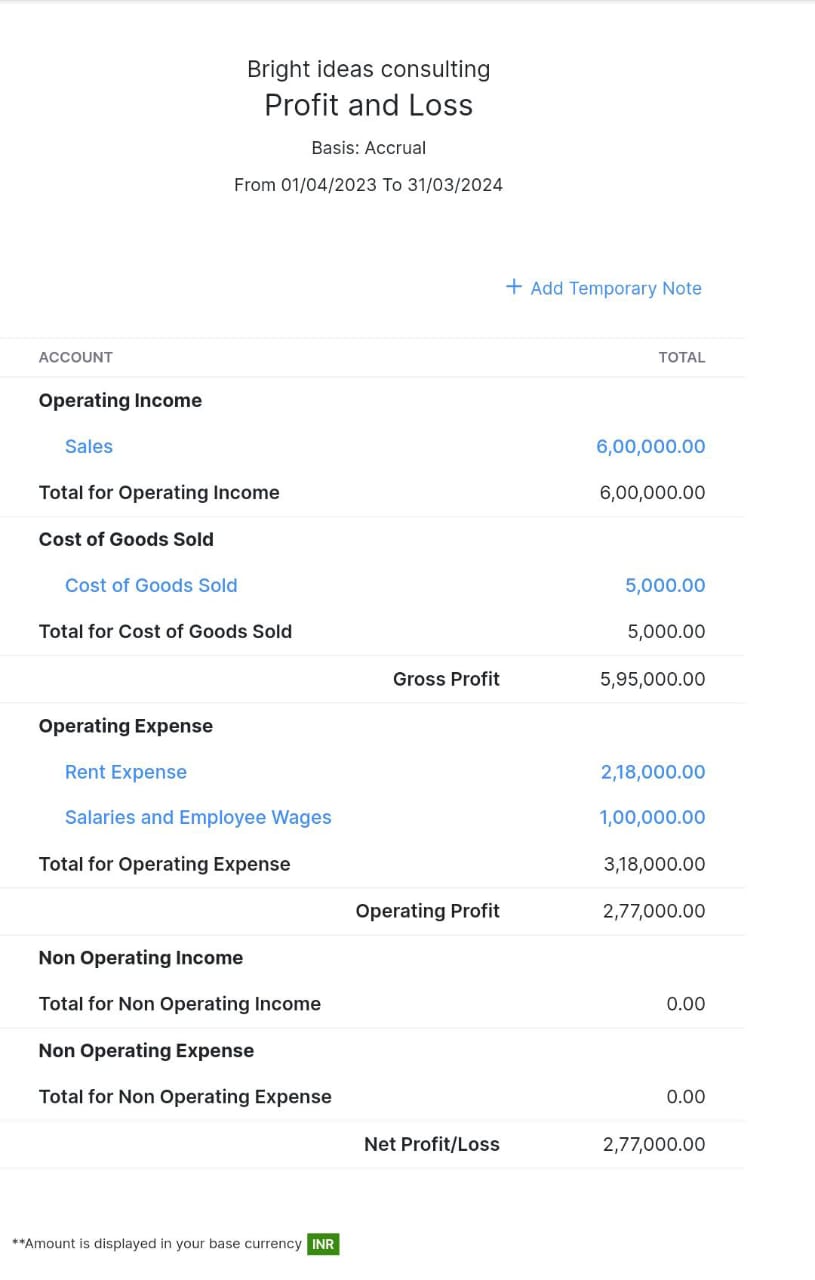 Bright ideas consulting
Profit and Loss
Basis: Accrual
From 01/04/2023 To 31/03/2024
+ Add Temporary Note
ACCOUNT TOTAL
Operating Income
Sales 6,00,000.00
Total for Operating Income 6,00,000.00
Cost of Goods Sold
Cost of Goods Sold 5,000.00
Total for Cost of Goods Sold 5,000.00
Gross Profit 5,95,000.00
Operating Expense
Rent Expense 2,18,000.00
Salaries and Employee Wages 1,00,000.00
Total for Operating Expense 3,18,000.00
Operating Profit 2,77,000.00
Non Operating Income
Total for Non Operating Income 0.00
Non Operating Expense
Total for Non Operating Expense 0.00
Net Profit/Loss 2,77,000.00
**Amount is displayed in your base currency INR